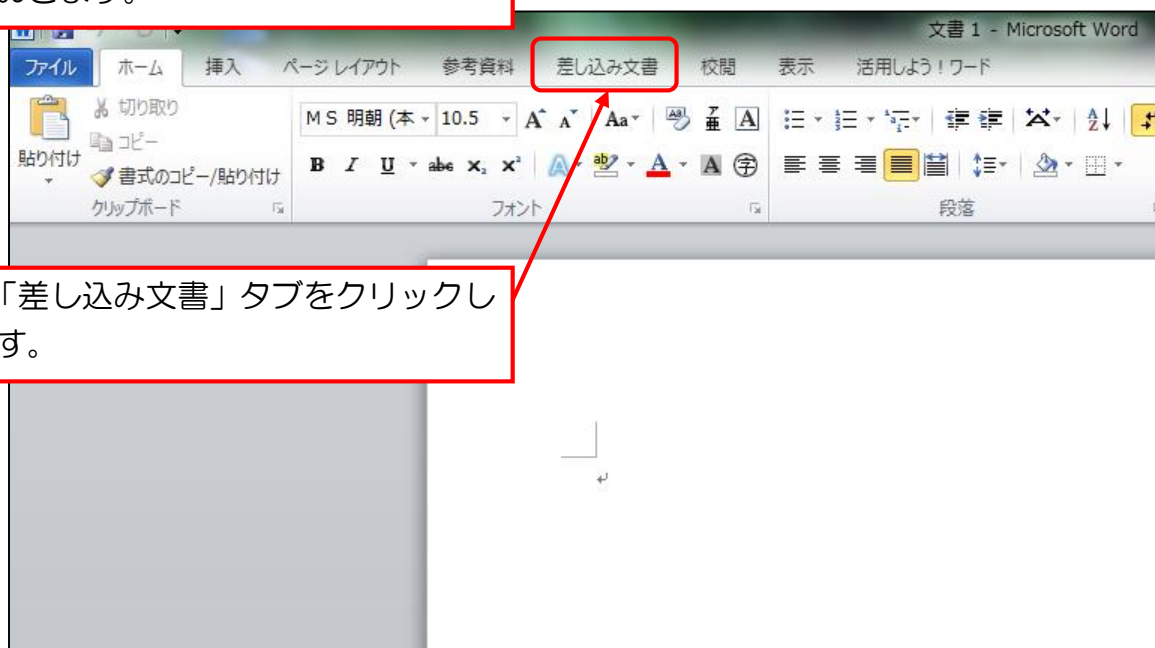 おきます。
文書 1 - Microsoft Word
ファイル ホーム 挿入 ページ レイアウト 参考資料 差し込み文書 校閲 表示 活用しよう！ワード
切り取り
コピー
貼り付け
書式のコピー/貼り付け
クリップボード
ＭＳ 明朝 (本 10.5
フォント
段落
「差し込み文書」タブをクリックし
す。